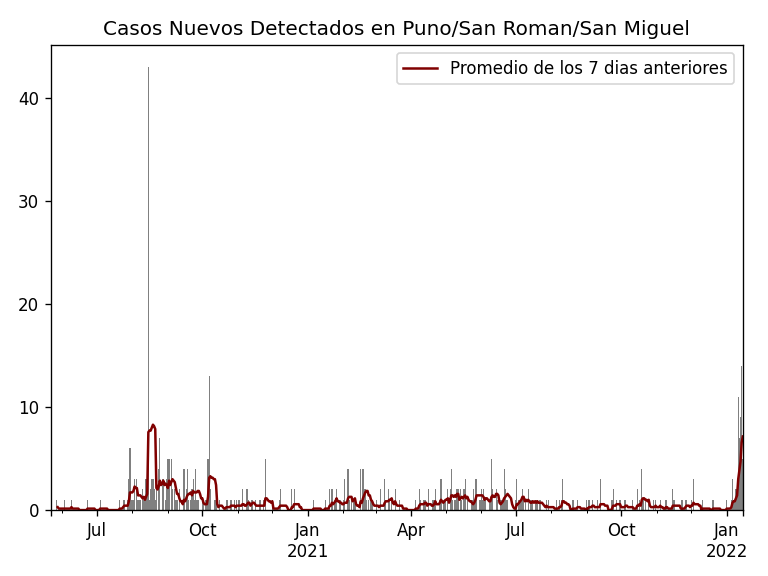 Casos Nuevos Detectados en Puno/San Roman/San Miguel
Promedio de los 7 dias anteriores
40
30
20
10
0
Jul Oct Jan Apr Jul Oct Jan
2021 2022